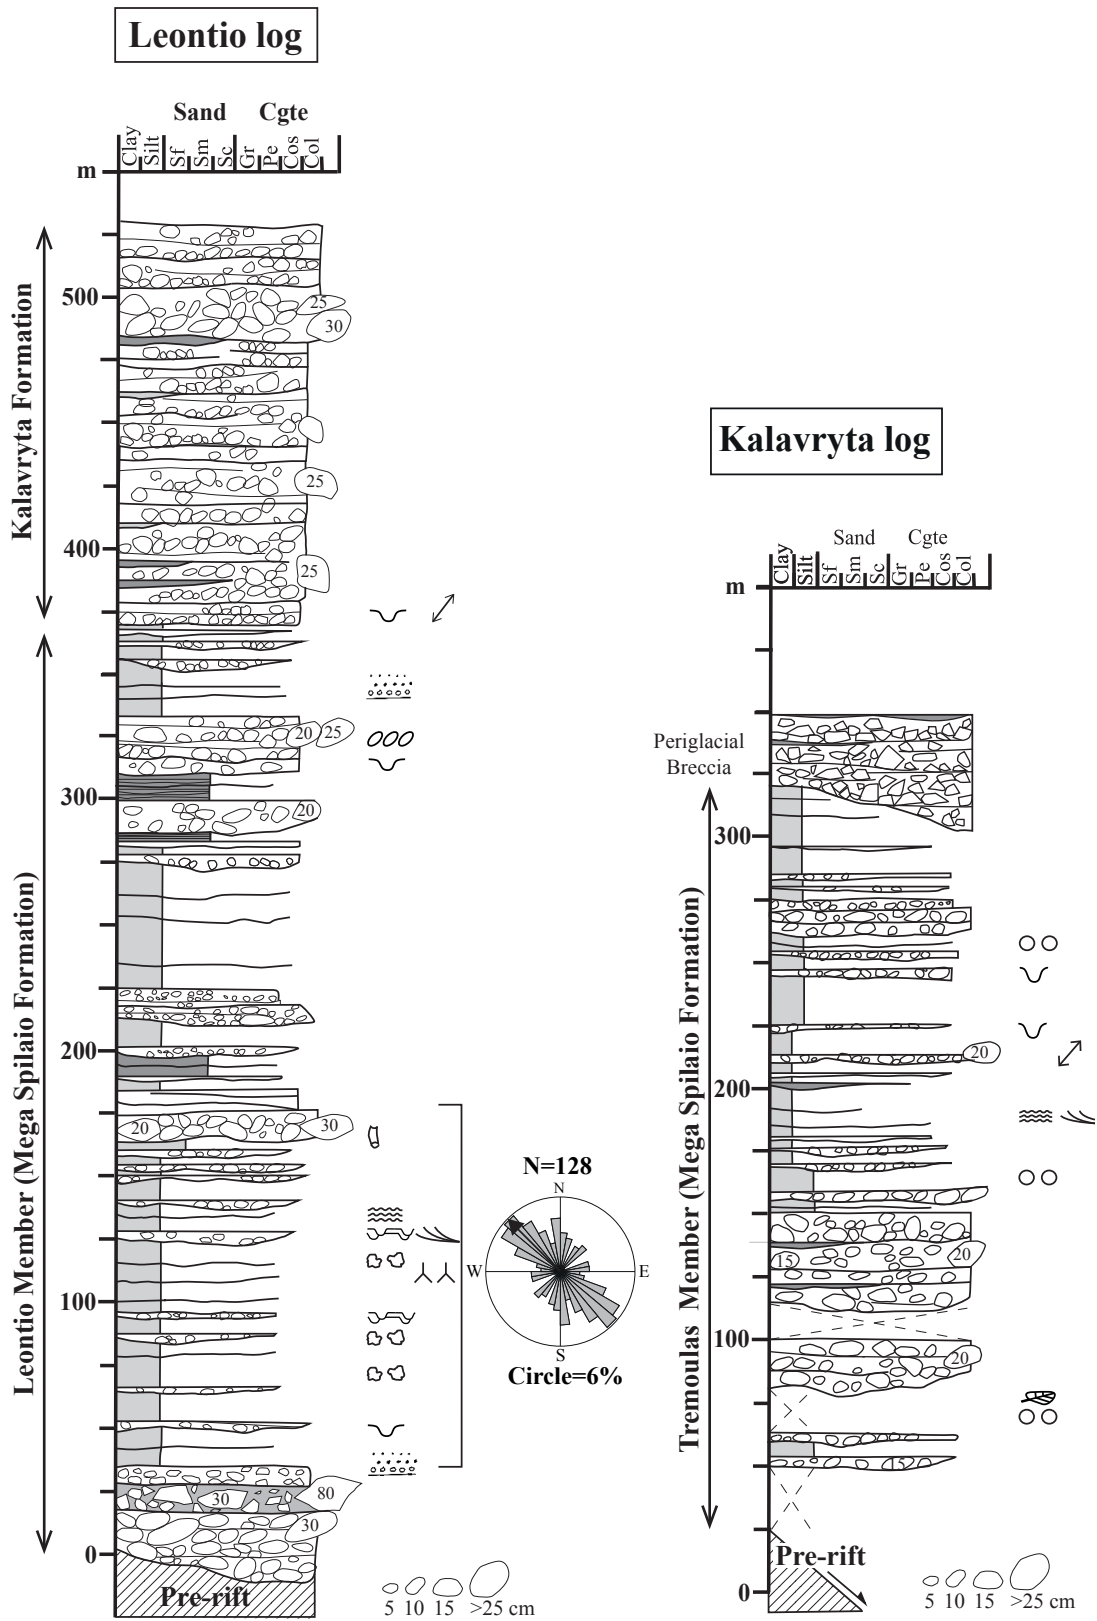 Leontio log
Sand Cgte
Clay Silt Sf Sm Sc Gr Pe Cos Col
m
500
400
300
200
100
0
Kalavryta Formation
Leontio Member (Mega Spilaio Formation)
25
30
25
25
20 25
20
20 30
30 80
30
Pre-rift
5 10 15 >25 cm
N=128
N
W E
S
Circle=6%
Kalavryta log
Sand Cgte
Clay Silt Sf Sm Sc Gr Pe Cos Col
m
Periglacial
Breccia
300
200
100
0
Tremoulas Member (Mega Spilaio Formation)
20
20
15
20
15
Pre-rift
5 10 15 >25 cm